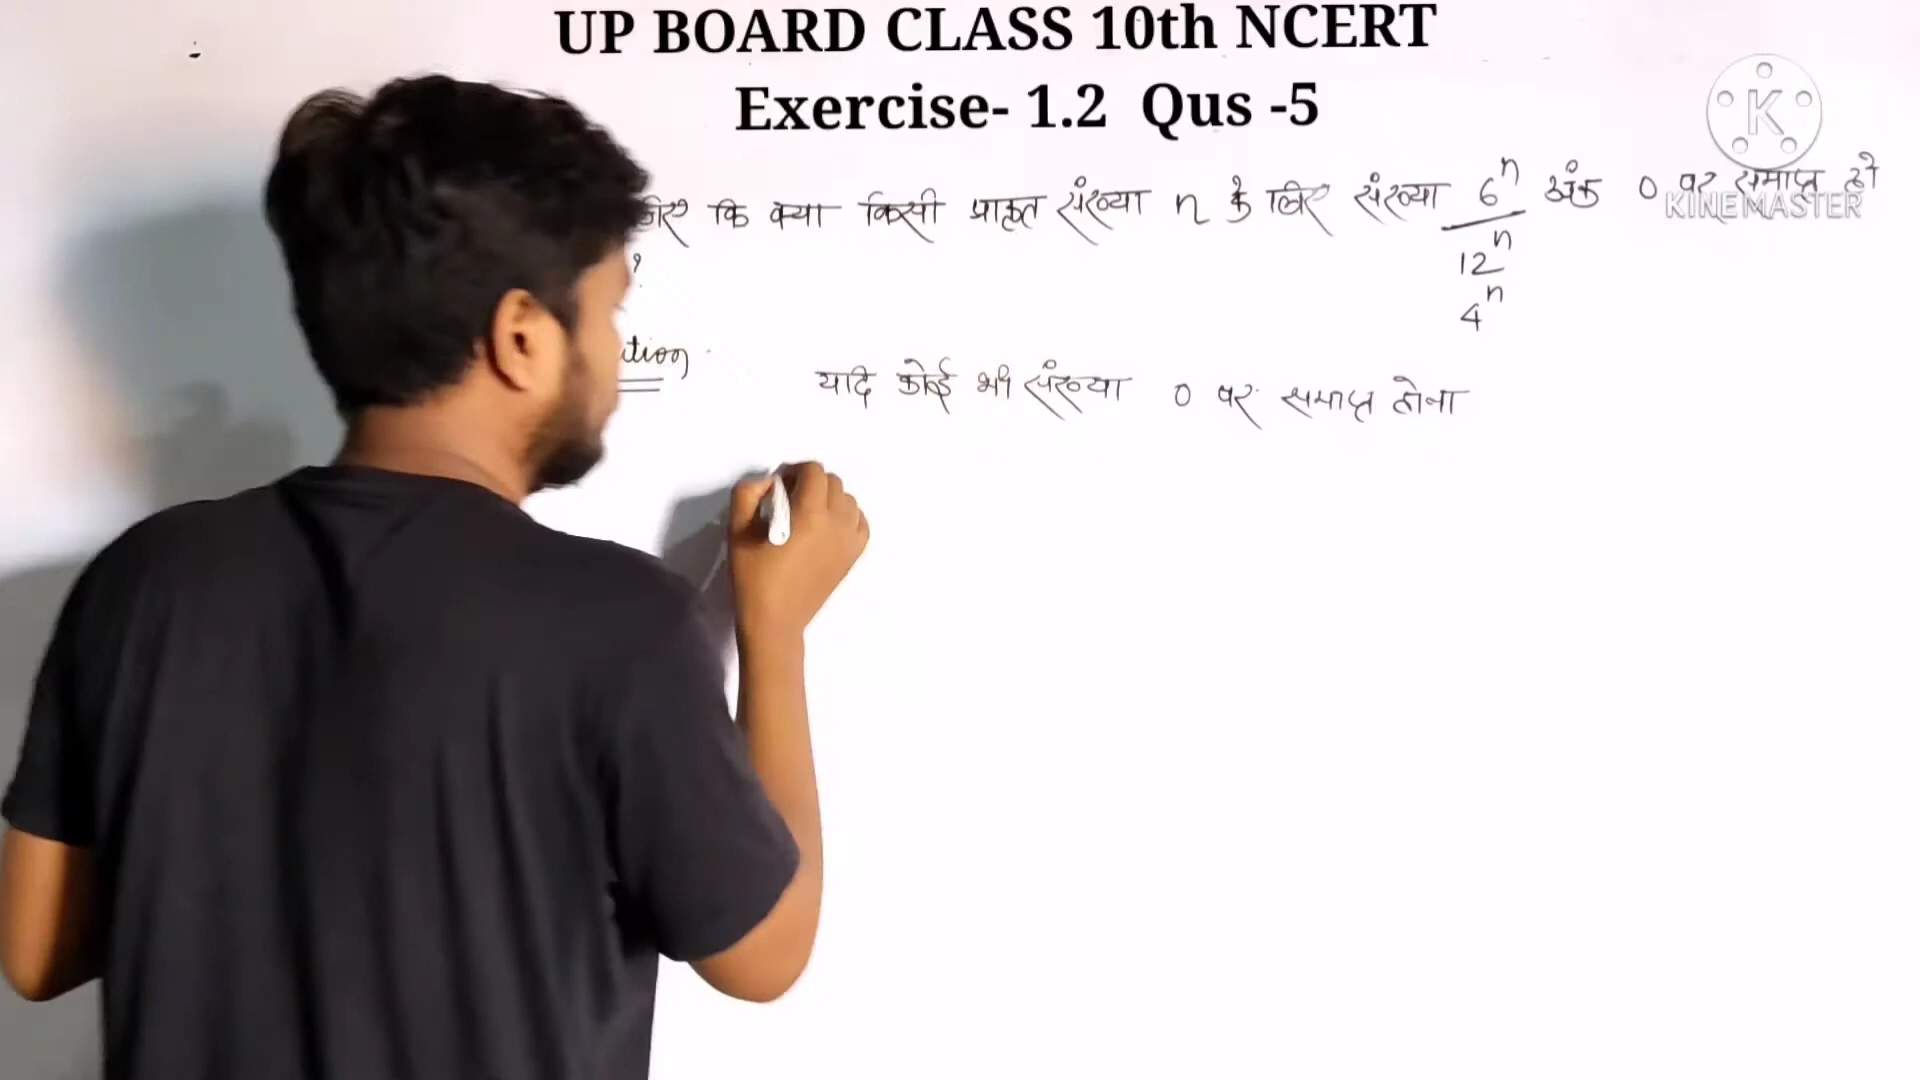 UP BOARD CLASS 10th NCERT
Exercise- 1.2 Qus -5
K
KINEMASTER
कि क्या किसी प्राकृत संख्या n के लिए संख्या 6ⁿ अंक 0 पर समाप्त हो
?
12ⁿ
4ⁿ
यदि कोई भी संख्या 0 पर समाप्त होना